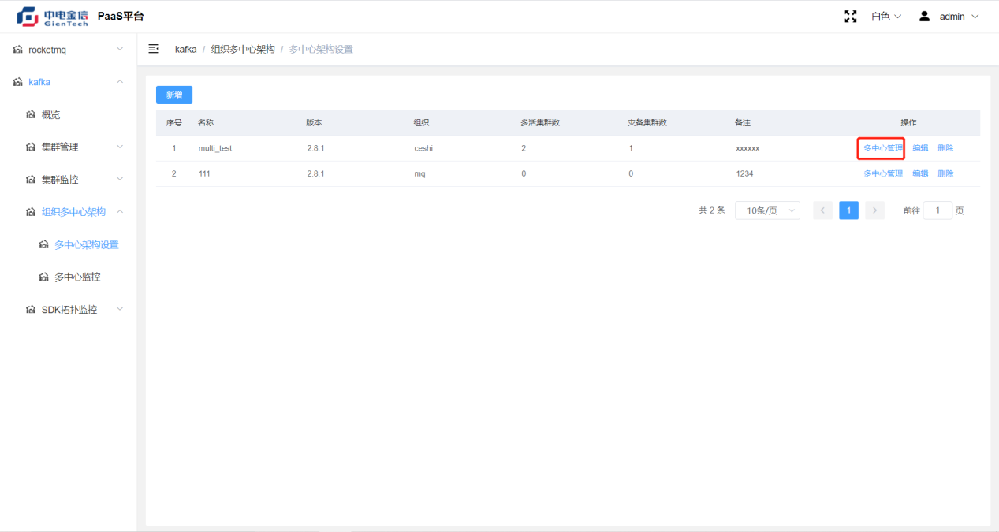 中电金信 GienTech PaaS平台 白色 admin
rocketmq
kafka
概览
集群管理
集群监控
组织多中心架构
多中心架构设置
多中心监控
SDK拓扑监控
kafka / 组织多中心架构 / 多中心架构设置
新增
序号 名称 版本 组织 多活集群数 灾备集群数 备注 操作
1 multi_test 2.8.1 ceshi 2 1 xxxxxx 多中心管理 编辑 删除
2 111 2.8.1 mq 0 0 1234 多中心管理 编辑 删除
共 2 条 10条/页 1 前往 1 页